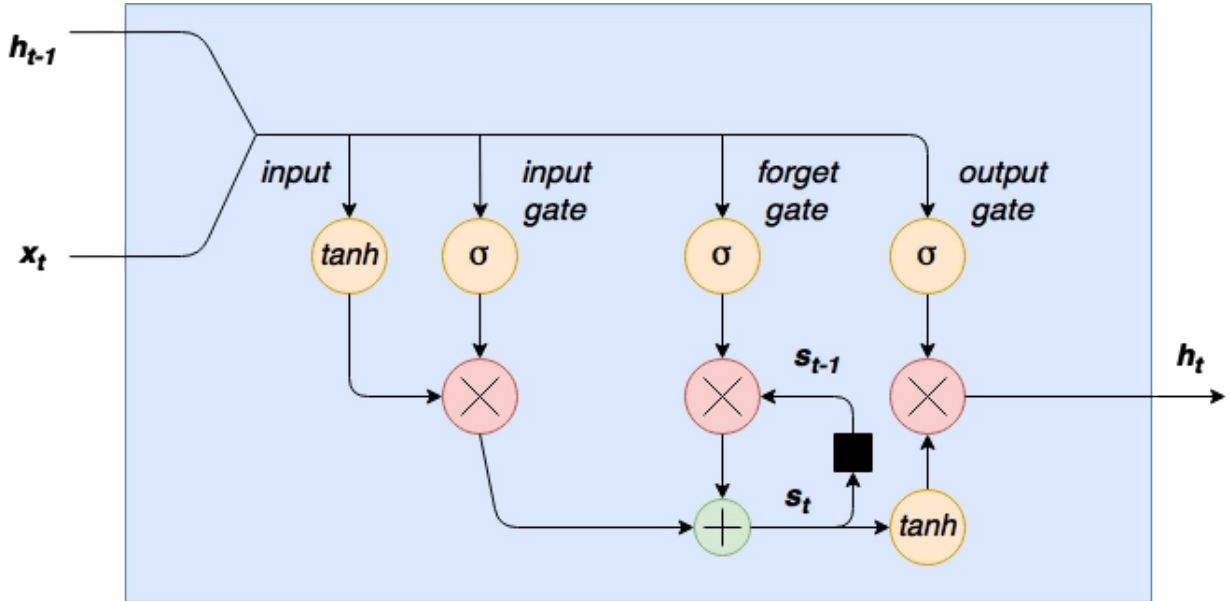 h_{t-1}
input
input
gate
forget
gate
output
gate
x_t
tanh
σ
σ
σ
s_{t-1}
h_t
s_t
tanh